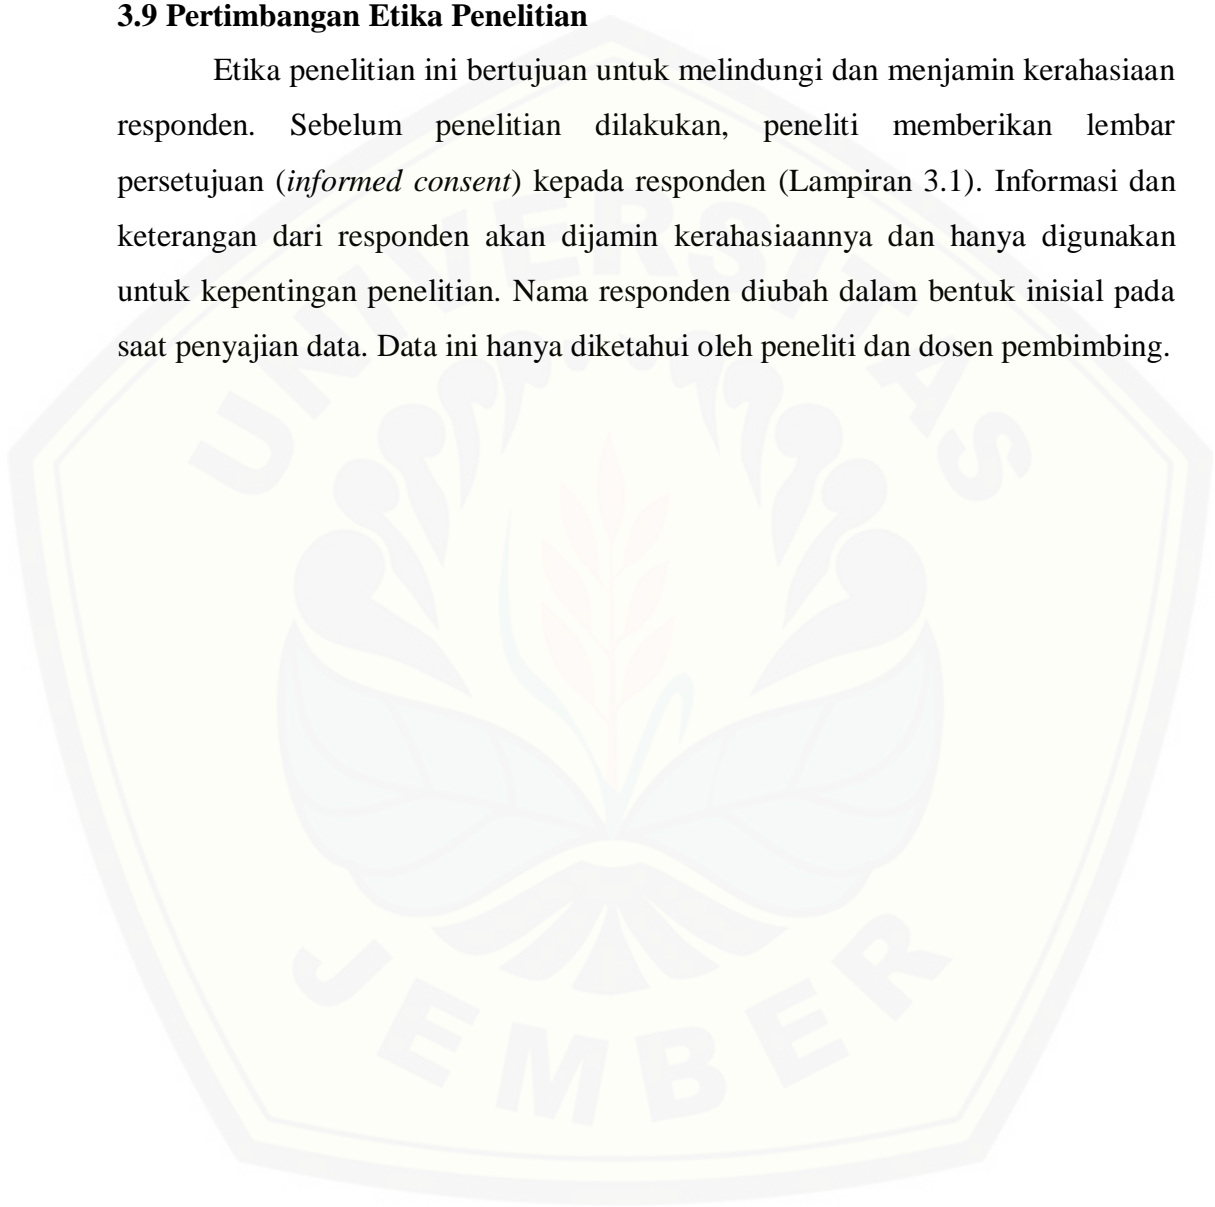 3.9 Pertimbangan Etika Penelitian
Etika penelitian ini bertujuan untuk melindungi dan menjamin kerahasiaan
responden. Sebelum penelitian dilakukan, peneliti memberikan lembar
persetujuan (informed consent) kepada responden (Lampiran 3.1). Informasi dan
keterangan dari responden akan dijamin kerahasiaannya dan hanya digunakan
untuk kepentingan penelitian. Nama responden diubah dalam bentuk inisial pada
saat penyajian data. Data ini hanya diketahui oleh peneliti dan dosen pembimbing.
UNIVERSITAS
JEMBER